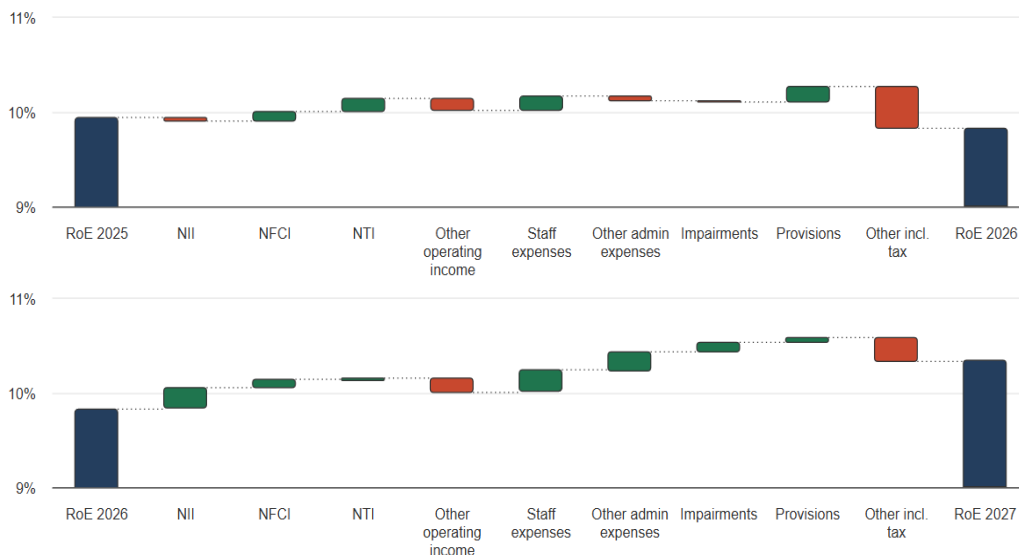 11%
10%
9%
RoE 2025
NII
NFCI
NTI
Other
operating
income
Staff
expenses
Other admin
expenses
Impairments
Provisions
Other incl.
tax
RoE 2026
11%
10%
9%
RoE 2026
NII
NFCI
NTI
Other
operating
income
Staff
expenses
Other admin
expenses
Impairments
Provisions
Other incl.
tax
RoE 2027